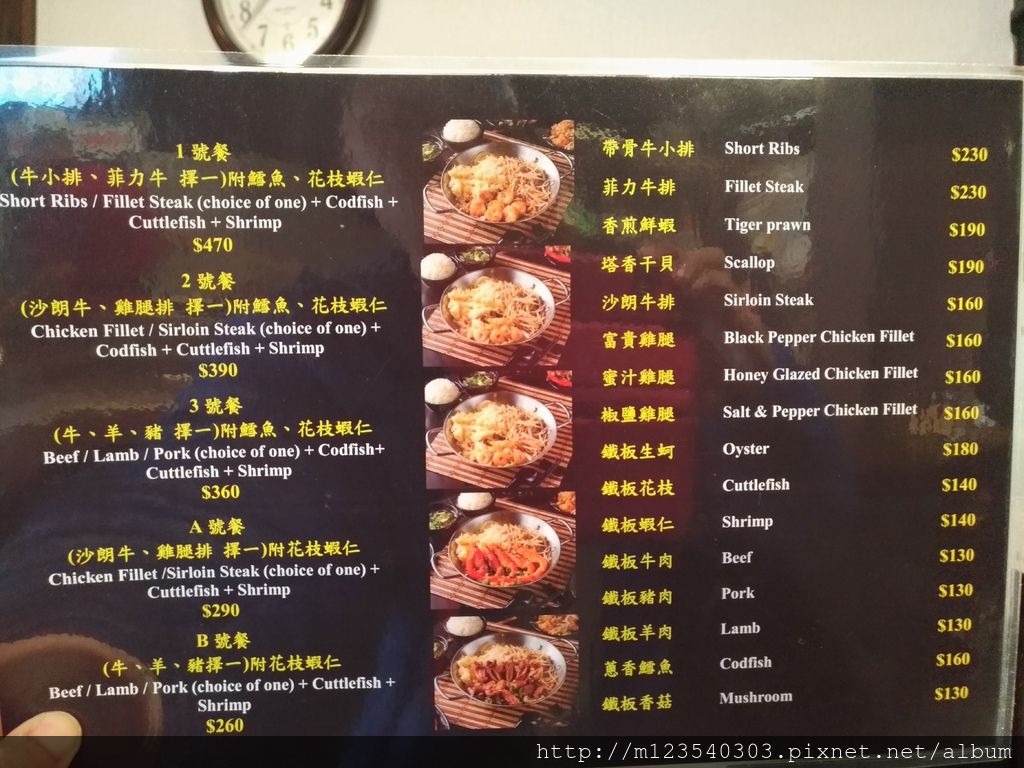 8 7 6 5 4
1 號餐
(牛小排、菲力牛 擇一)附鱈魚、花枝蝦仁
Short Ribs / Fillet Steak (choice of one) + Codfish +
Cuttlefish + Shrimp
$470
2 號餐
(沙朗牛、雞腿排 擇一)附鱈魚、花枝蝦仁
Chicken Fillet / Sirloin Steak (choice of one) +
Codfish + Cuttlefish + Shrimp
$390
3 號餐
(牛、羊、豬 擇一)附鱈魚、花枝蝦仁
Beef / Lamb / Pork (choice of one) + Codfish+
Cuttlefish + Shrimp
$360
A 號餐
(沙朗牛、雞腿排 擇一)附花枝蝦仁
Chicken Fillet /Sirloin Steak (choice of one) +
Cuttlefish + Shrimp
$290
B 號餐
(牛、羊、豬擇一)附花枝蝦仁
Beef / Lamb / Pork (choice of one) + Cuttlefish +
Shrimp
$260
帶骨牛小排 Short Ribs $230
菲力牛排 Fillet Steak $230
香煎鮮蝦 Tiger prawn $190
塔香干貝 Scallop $190
沙朗牛排 Sirloin Steak $160
富貴雞腿 Black Pepper Chicken Fillet $160
蜜汁雞腿 Honey Glazed Chicken Fillet $160
椒鹽雞腿 Salt & Pepper Chicken Fillet $160
鐵板生蚵 Oyster $180
鐵板花枝 Cuttlefish $140
鐵板蝦仁 Shrimp $140
鐵板牛肉 Beef $130
鐵板豬肉 Pork $130
鐵板羊肉 Lamb $130
蔥香鱈魚 Codfish $160
鐵板香菇 Mushroom $130
http://m123540303.pixnet.net/album